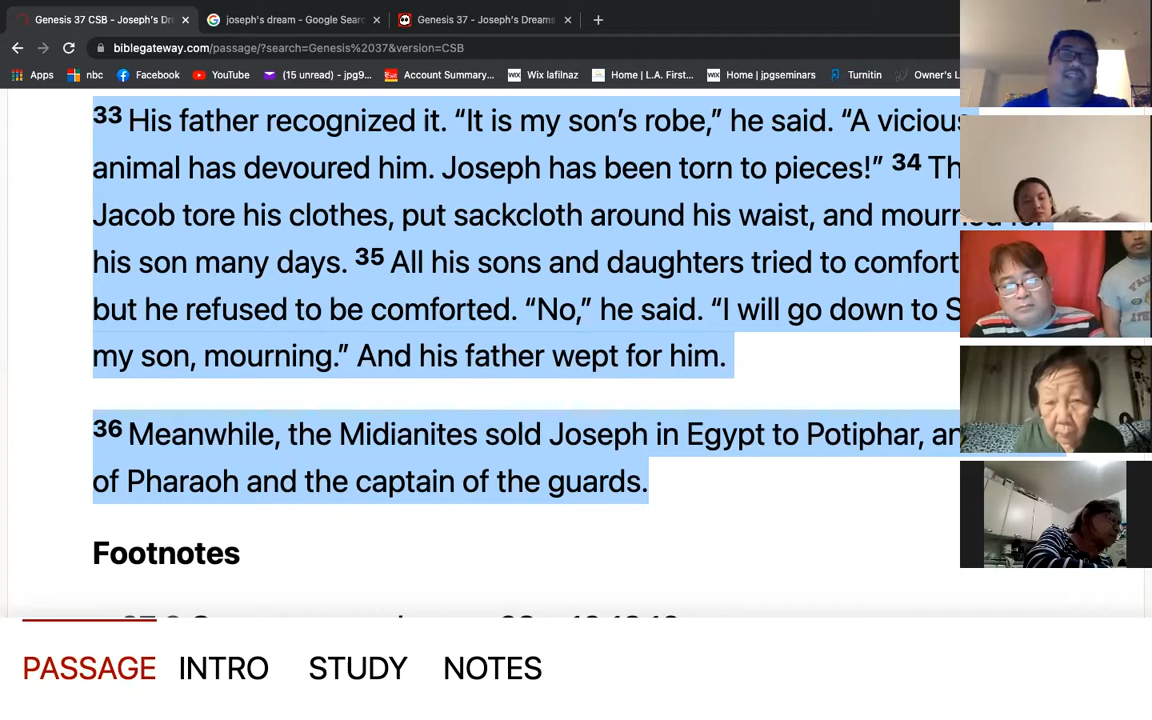 Genesis 37 CSB - Joseph's Dre
joseph's dream - Google Searc
Genesis 37 - Joseph's Dreams
biblegateway.com/passage/?search=Genesis%2037&version=CSB
Apps nbc Facebook YouTube (15 unread) - jpg9... Account Summary... Wix lafilnaz Home | L.A. First... Home | jpgseminars Turnitin Owner's L
33 His father recognized it. “It is my son’s robe,” he said. “A vicious
animal has devoured him. Joseph has been torn to pieces!” 34 Th
Jacob tore his clothes, put sackcloth around his waist, and mourned for
his son many days. 35 All his sons and daughters tried to comfort
but he refused to be comforted. “No,” he said. “I will go down to S
my son, mourning.” And his father wept for him.
36 Meanwhile, the Midianites sold Joseph in Egypt to Potiphar, an
of Pharaoh and the captain of the guards.
Footnotes
PASSAGE INTRO STUDY NOTES